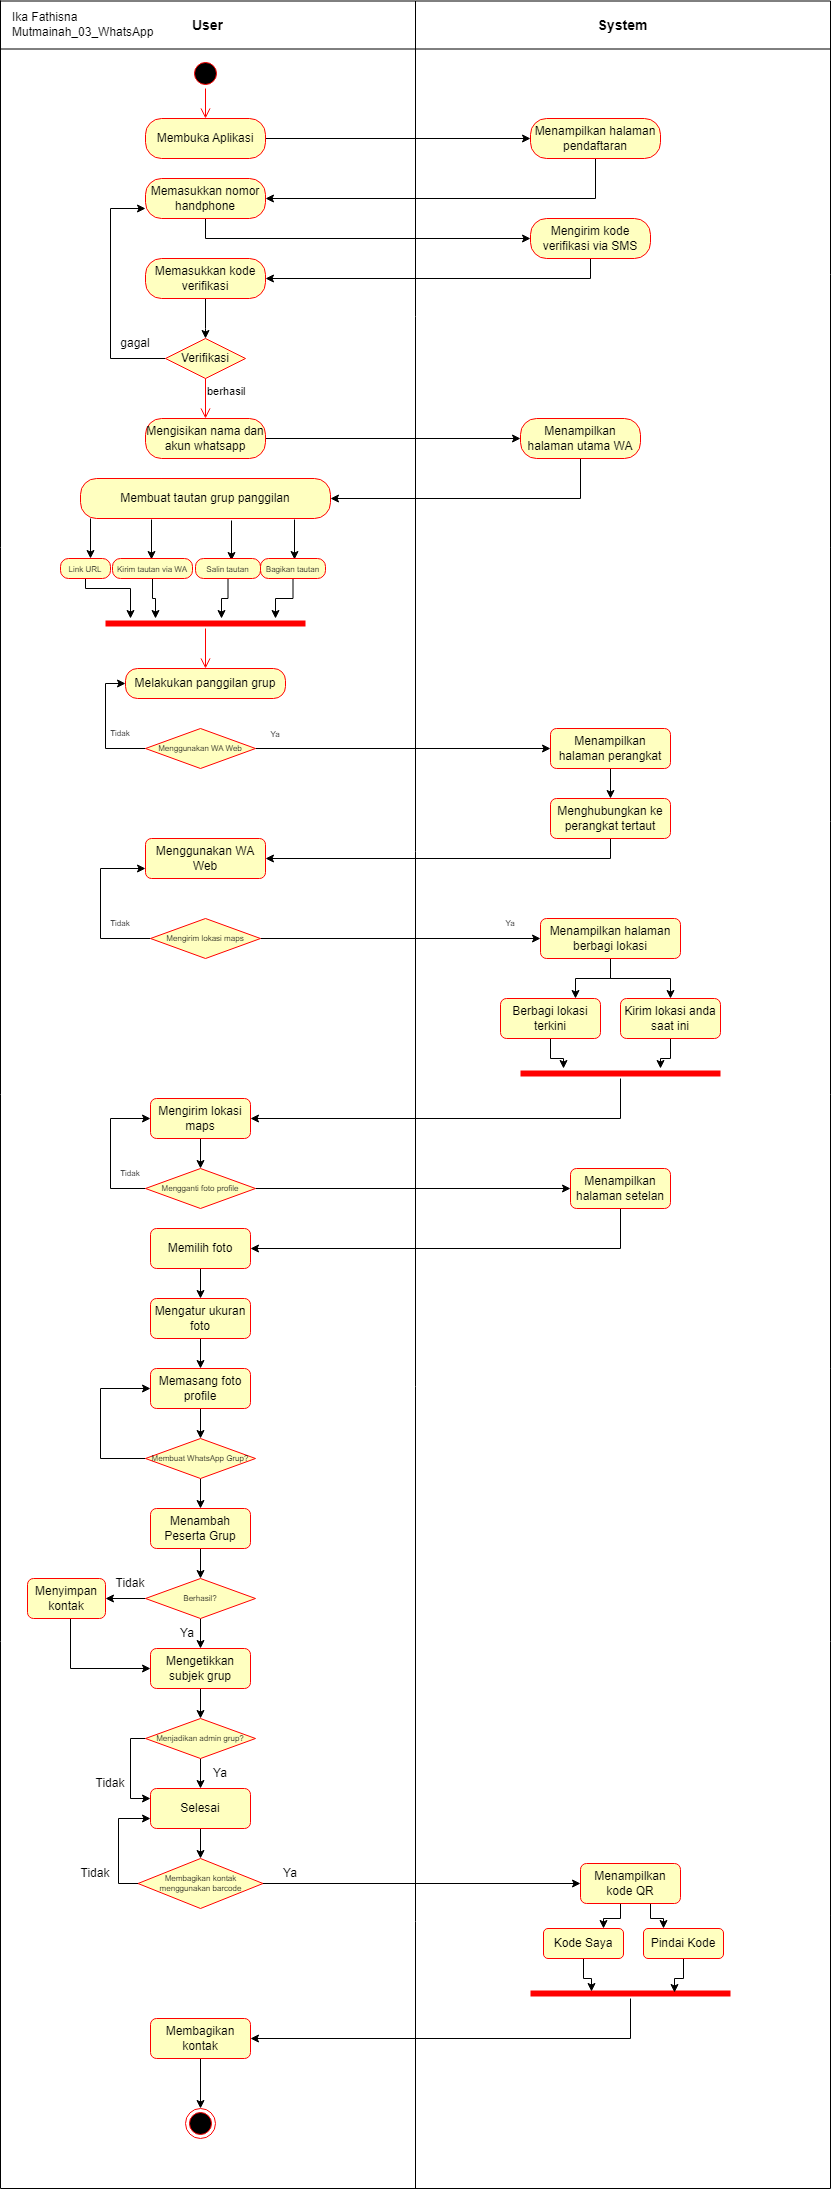 Ika Fathisna
Mutmainah_03_WhatsApp
User
System
Membuka Aplikasi
Menampilkan halaman
pendaftaran
Memasukkan nomor
handphone
Mengirim kode
verifikasi via SMS
Memasukkan kode
verifikasi
gagal
Verifikasi
berhasil
Mengisikan nama dan
akun whatsapp
Menampilkan
halaman utama WA
Membuat tautan grup panggilan
Link URL
Kirim tautan via WA
Salin tautan
Bagikan tautan
Melakukan panggilan grup
Tidak
Menggunakan WA Web
Ya
Menampilkan
halaman perangkat
Menghubungkan ke
perangkat tertaut
Menggunakan WA
Web
Tidak
Mengirim lokasi maps
Ya
Menampilkan halaman
berbagi lokasi
Berbagi lokasi
terkini
Kirim lokasi anda
saat ini
Mengirim lokasi
maps
Tidak
Mengganti foto profile
Menampilkan
halaman setelan
Memilih foto
Mengatur ukuran
foto
Memasang foto
profile
Membuat WhatsApp Grup?
Menambah
Peserta Grup
Tidak
Berhasil?
Menyimpan
kontak
Ya
Mengetikkan
subjek grup
Menjadikan admin grup?
Tidak
Ya
Selesai
Tidak
Membagikan kontak
menggunakan barcode
Ya
Menampilkan
kode QR
Kode Saya
Pindai Kode
Membagikan
kontak